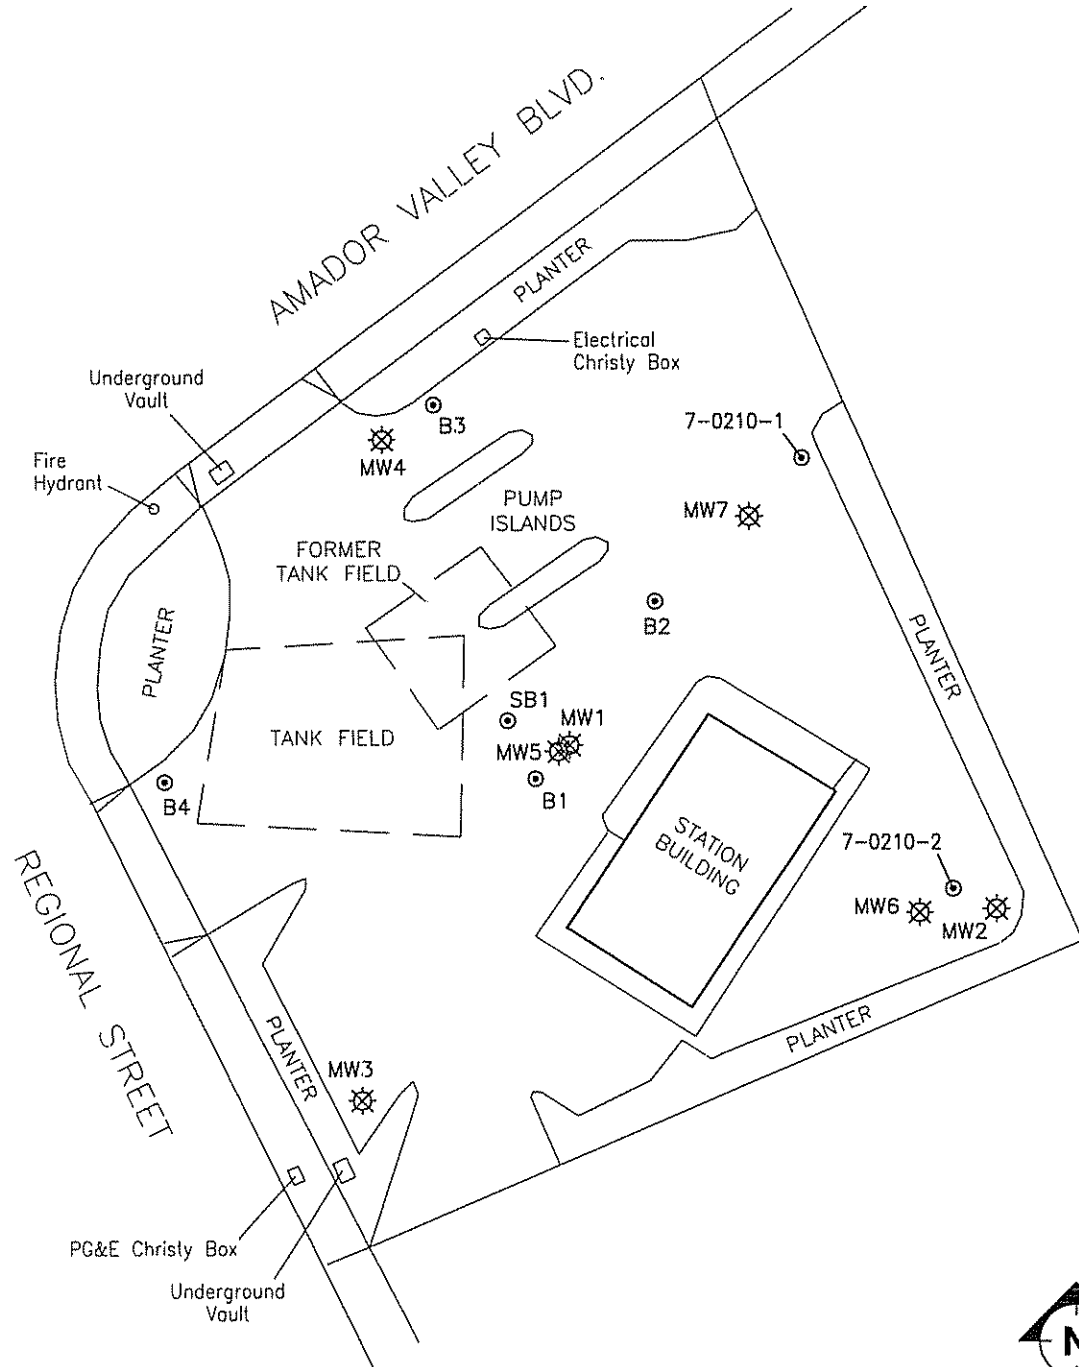 AMADOR VALLEY BLVD.
PLANTER
Electrical
Christy Box
Underground
Vault
B3
7-0210-1
MW4
Fire
Hydrant
PUMP
ISLANDS
MW7
FORMER
TANK FIELD
B2
PLANTER
PLANTER
SB1
MW1
TANK FIELD
MW5
B4
B1
STATION
BUILDING
7-0210-2
MW6
MW2
REGIONAL STREET
PLANTER
PLANTER
MW3
PG&E Christy Box
Underground
Vault
N